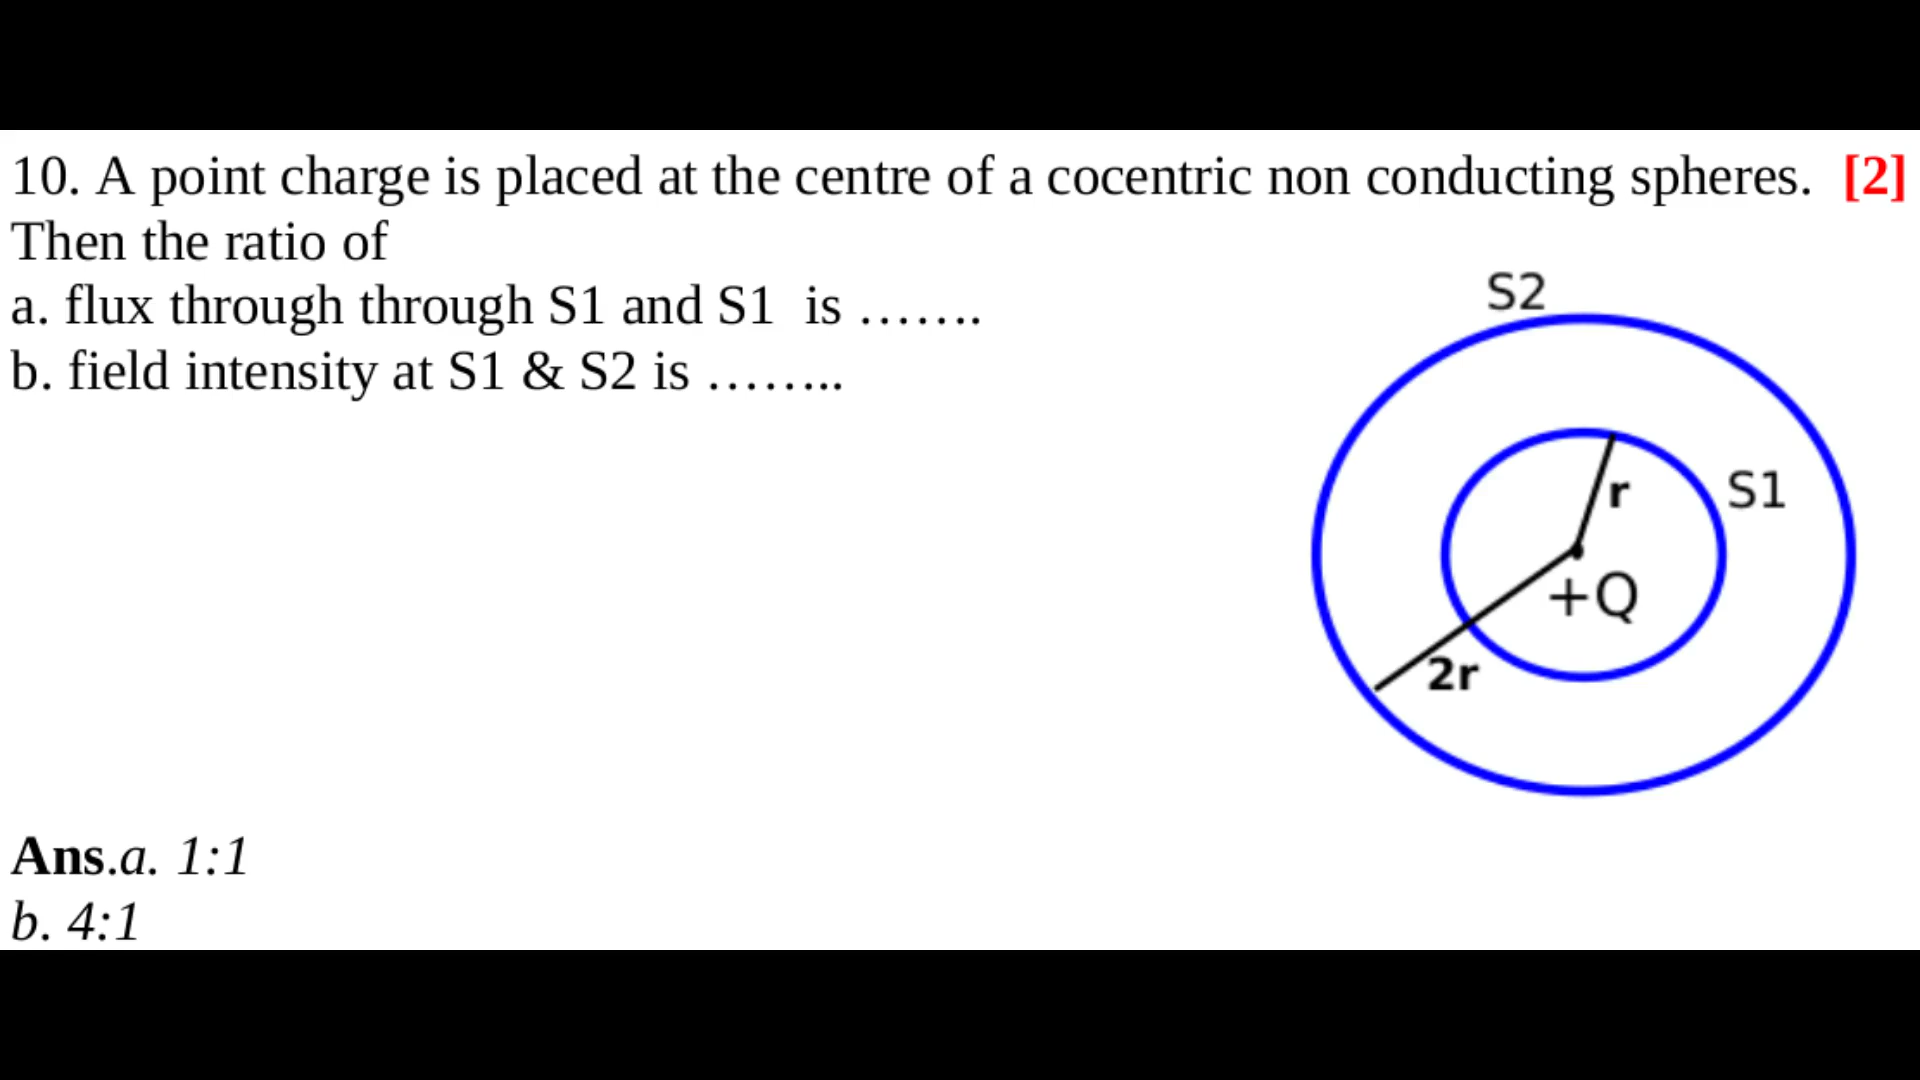 10. A point charge is placed at the centre of a cocentric non conducting spheres. [2]
Then the ratio of
a. flux through through S1 and S1 is …….
b. field intensity at S1 & S2 is ……..
S2
S1
r
+Q
2r
Ans.a. 1:1
b. 4:1